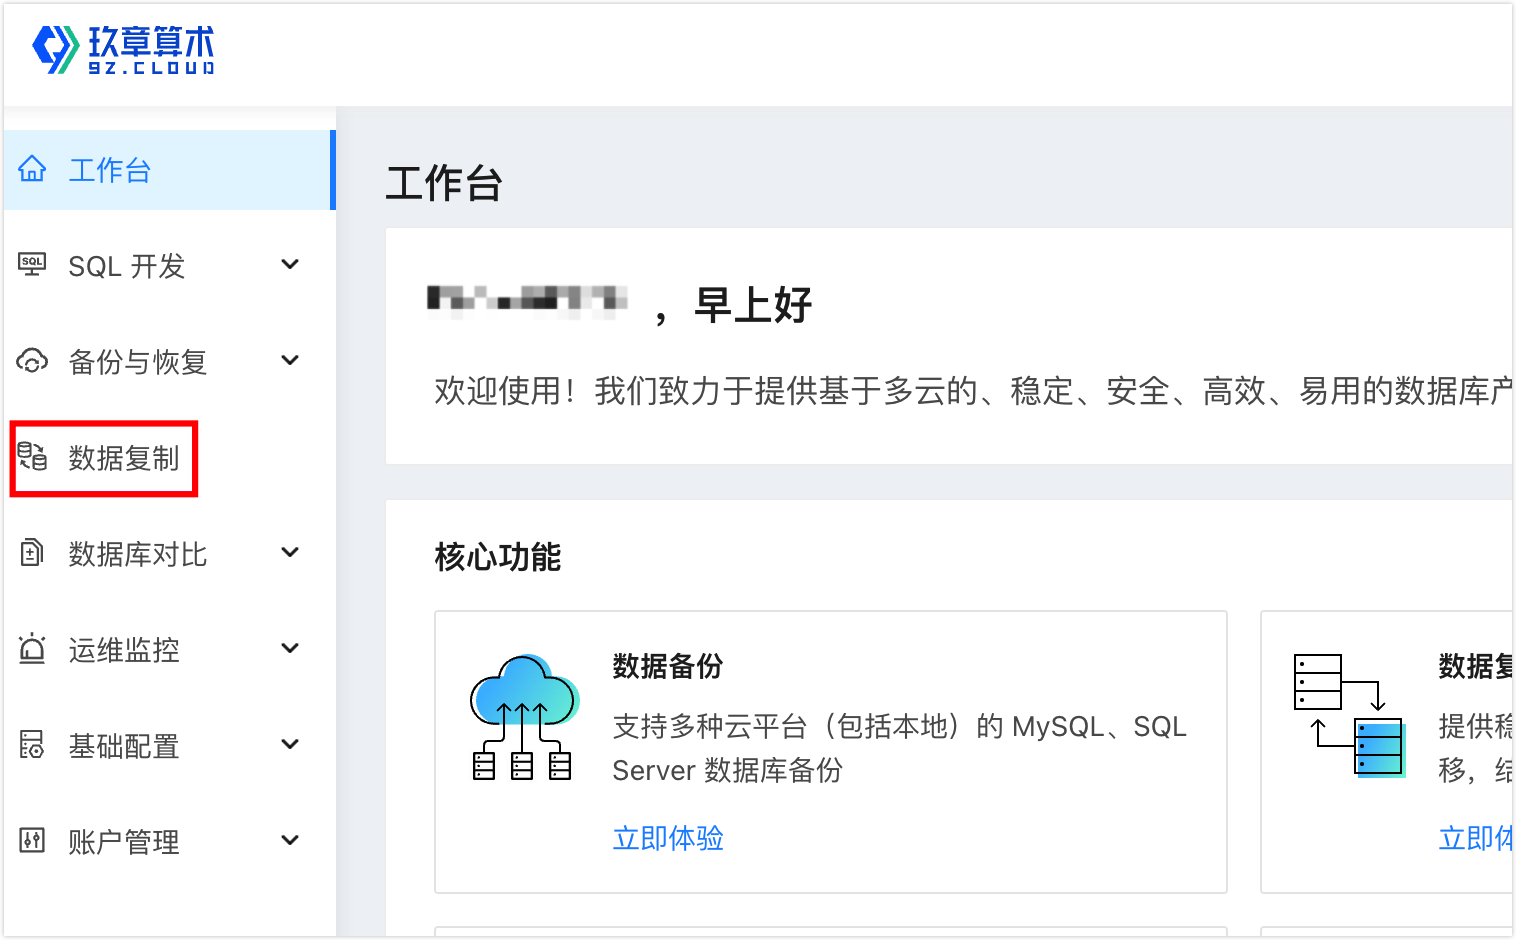 玖章算术
9Z.CLOUD
工作台
SQL 开发
备份与恢复
数据复制
数据库对比
运维监控
基础配置
账户管理
工作台
，早上好
欢迎使用！我们致力于提供基于多云的、稳定、安全、高效、易用的数据库产
核心功能
数据备份
支持多种云平台（包括本地）的 MySQL、SQL
Server 数据库备份
立即体验
数据复
提供稳
移，结
立即体